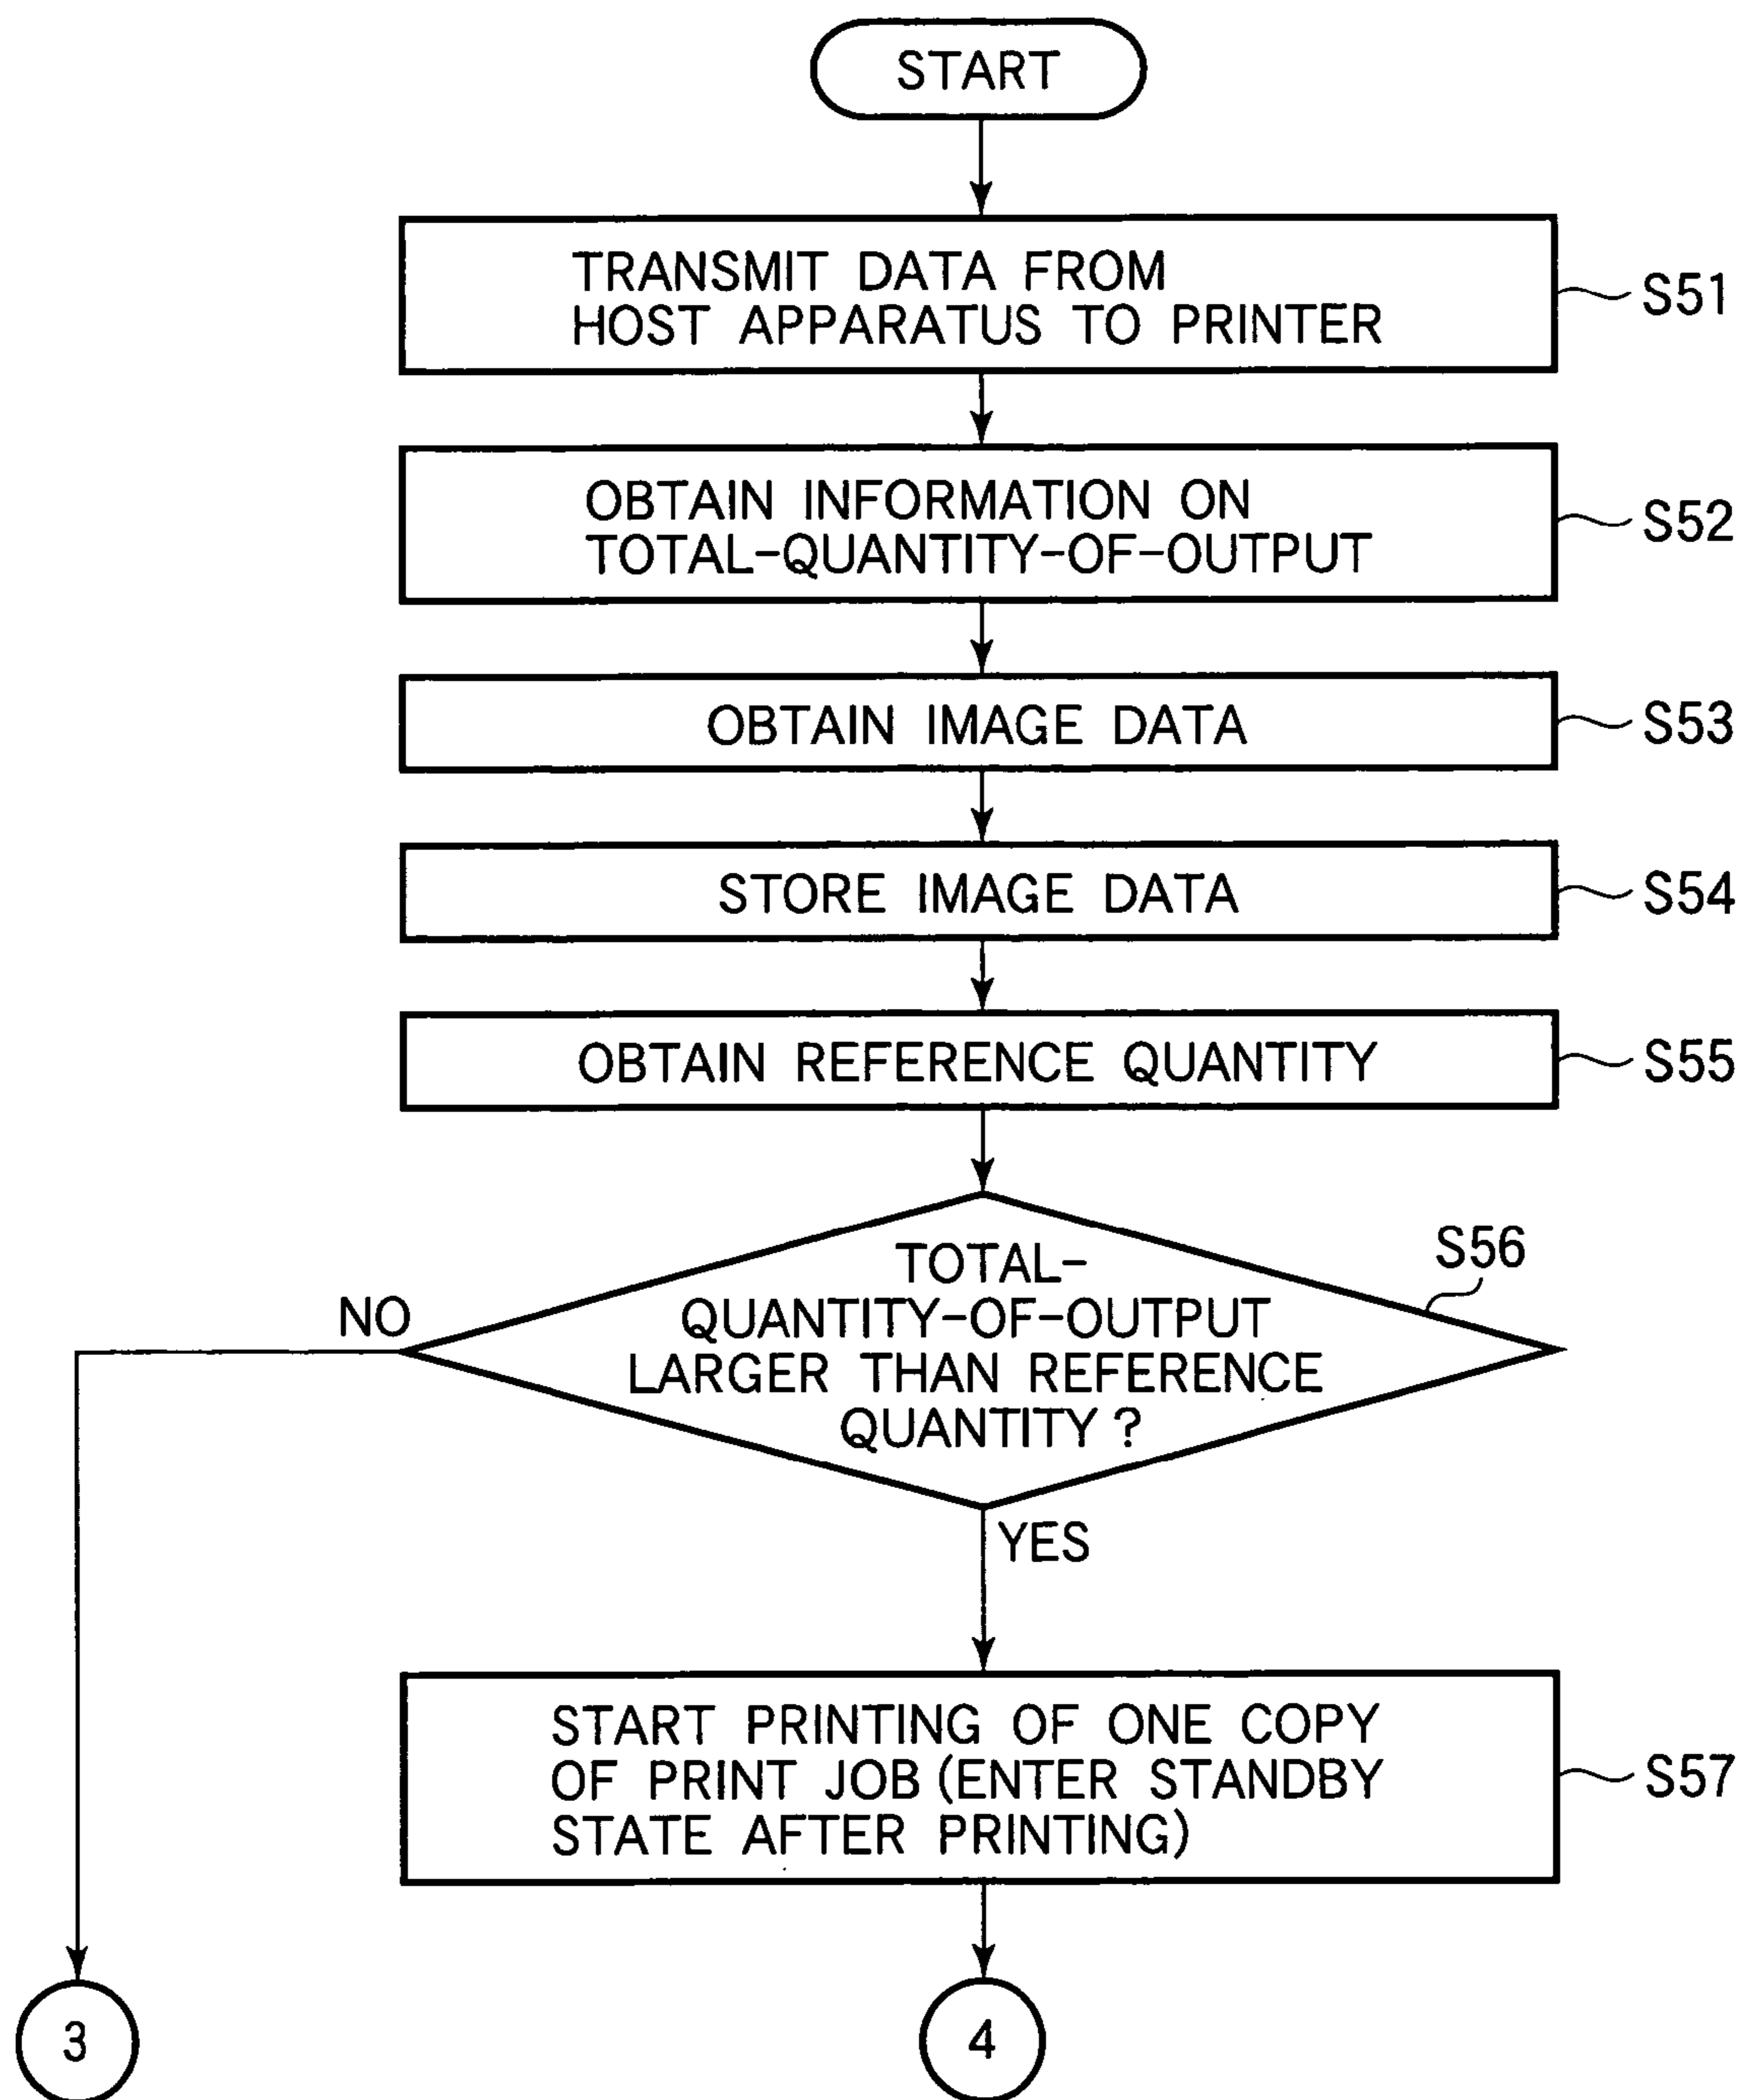 START
TRANSMIT DATA FROM
HOST APPARATUS TO PRINTER
S51
OBTAIN INFORMATION ON
TOTAL-QUANTITY-OF-OUTPUT
S52
OBTAIN IMAGE DATA
S53
STORE IMAGE DATA
S54
OBTAIN REFERENCE QUANTITY
S55
TOTAL-
QUANTITY-OF-OUTPUT
LARGER THAN REFERENCE
QUANTITY?
S56
NO
YES
START PRINTING OF ONE COPY
OF PRINT JOB (ENTER STANDBY
STATE AFTER PRINTING)
S57
3
4